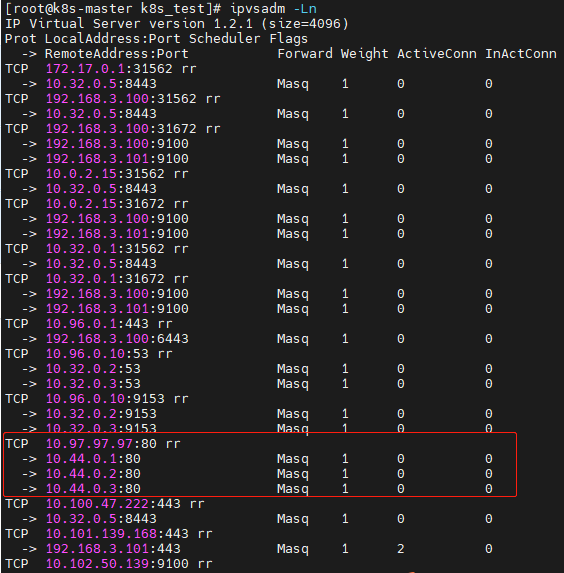 [root@k8s-master k8s_test]# ipvsadm -Ln
IP Virtual Server version 1.2.1 (size=4096)
Prot LocalAddress:Port Scheduler Flags
  -> RemoteAddress:Port           Forward Weight ActiveConn InActConn
TCP  172.17.0.1:31562 rr
  -> 10.32.0.5:8443               Masq    1      0          0
TCP  192.168.3.100:31562 rr
  -> 10.32.0.5:8443               Masq    1      0          0
TCP  192.168.3.100:31672 rr
  -> 192.168.3.100:9100           Masq    1      0          0
  -> 192.168.3.101:9100           Masq    1      0          0
TCP  10.0.2.15:31562 rr
  -> 10.32.0.5:8443               Masq    1      0          0
TCP  10.0.2.15:31672 rr
  -> 192.168.3.100:9100           Masq    1      0          0
  -> 192.168.3.101:9100           Masq    1      0          0
TCP  10.32.0.1:31562 rr
  -> 10.32.0.5:8443               Masq    1      0          0
TCP  10.32.0.1:31672 rr
  -> 192.168.3.100:9100           Masq    1      0          0
  -> 192.168.3.101:9100           Masq    1      0          0
TCP  10.96.0.1:443 rr
  -> 192.168.3.100:6443           Masq    1      0          0
TCP  10.96.0.10:53 rr
  -> 10.32.0.2:53                 Masq    1      0          0
  -> 10.32.0.3:53                 Masq    1      0          0
TCP  10.96.0.10:9153 rr
  -> 10.32.0.2:9153               Masq    1      0          0
  -> 10.32.0.3:9153               Masq    1      0          0
TCP  10.97.97.97:80 rr
  -> 10.44.0.1:80                 Masq    1      0          0
  -> 10.44.0.2:80                 Masq    1      0          0
  -> 10.44.0.3:80                 Masq    1      0          0
TCP  10.100.47.222:443 rr
  -> 10.32.0.5:8443               Masq    1      0          0
TCP  10.101.139.168:443 rr
  -> 192.168.3.101:443            Masq    1      2          0
TCP  10.102.50.139:9100 rr